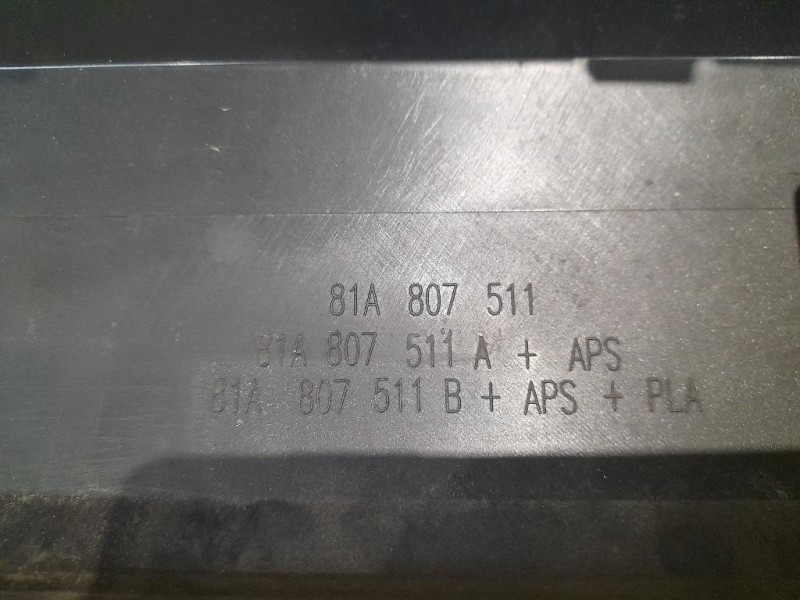 81A 807 511
81A 807 511 A + APS
81A 807 511 B + APS + PLA